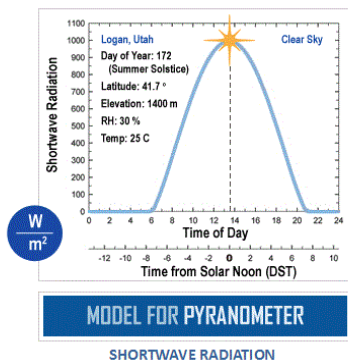 Logan, Utah
Clear Sky
Day of Year: 172
(Summer Solstice)
Latitude: 41.7 °
Elevation: 1400 m
RH: 30 %
Temp: 25 C
Shortwave Radiation
1100
1000
900
800
700
600
500
400
300
200
100
0
0 2 4 6 8 10 12 14 16 18 20 22 24
Time of Day
-12 -10 -8 -6 -4 -2 0 2 4 6 8 10
Time from Solar Noon (DST)
W
m²
MODEL FOR PYRANOMETER
SHORTWAVE RADIATION